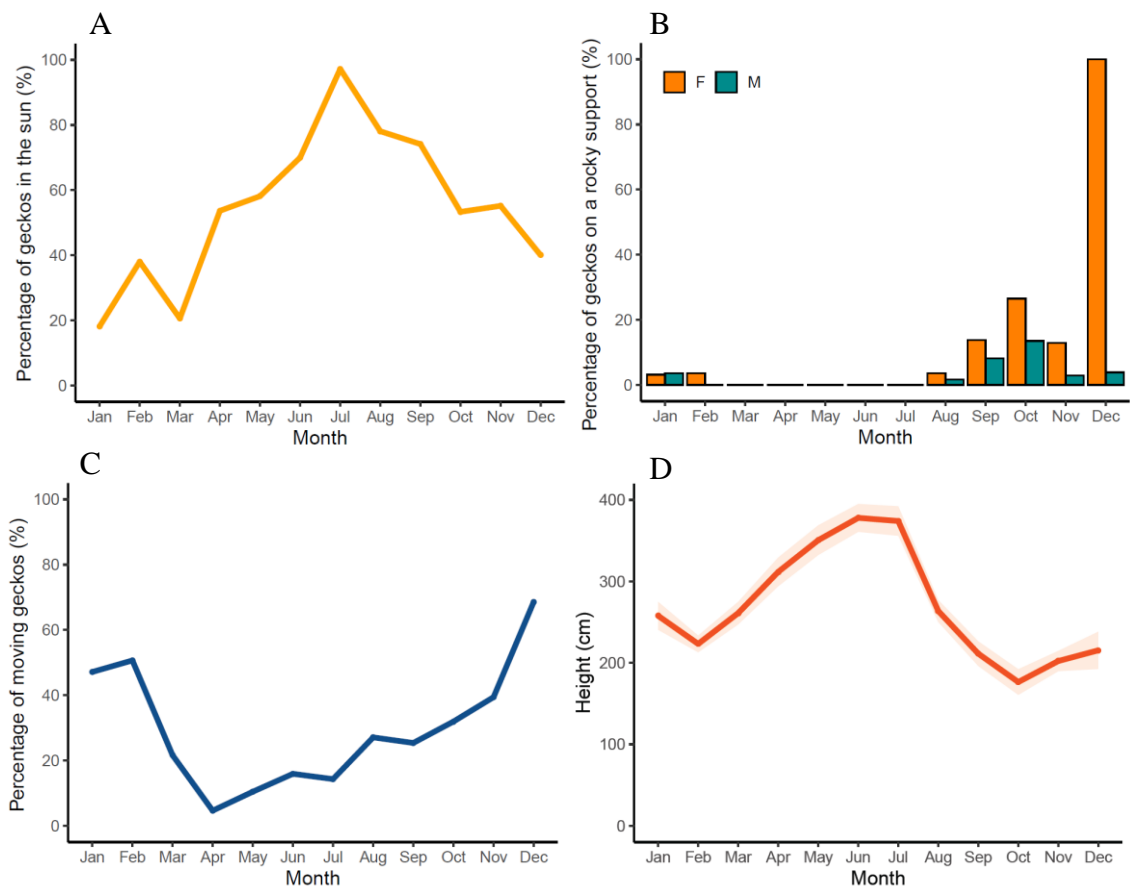 A
Percentage of geckos in the sun (%)
100
80
60
40
20
0
Jan Feb Mar Apr May Jun Jul Aug Sep Oct Nov Dec
Month
B
Percentage of geckos on a rocky support (%)
F M
100
80
60
40
20
0
Jan Feb Mar Apr May Jun Jul Aug Sep Oct Nov Dec
Month
C
Percentage of moving geckos (%)
100
80
60
40
20
0
Jan Feb Mar Apr May Jun Jul Aug Sep Oct Nov Dec
Month
D
Height (cm)
400
300
200
100
0
Jan Feb Mar Apr May Jun Jul Aug Sep Oct Nov Dec
Month